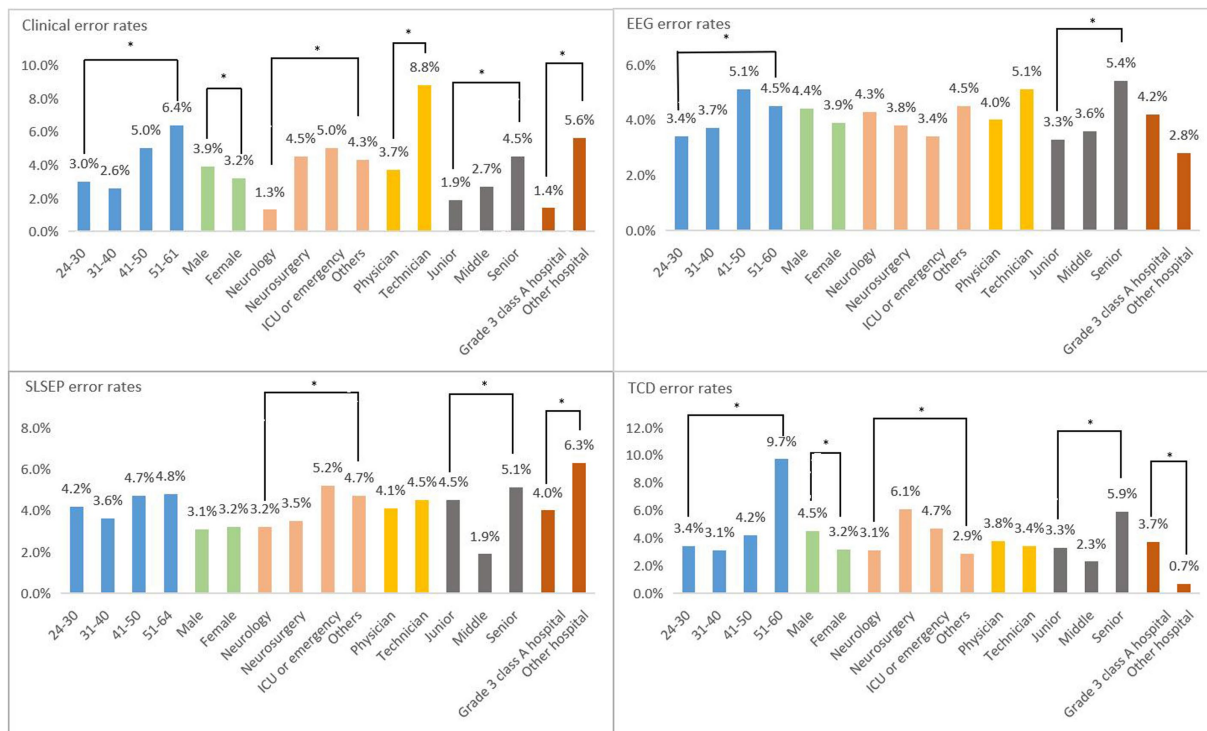 Clinical error rates
* * * * * *
10.0%
8.0%
6.0%
4.0%
2.0%
0.0%
3.0% 2.6% 5.0% 6.4% 3.9% 3.2% 1.3% 4.5% 5.0% 4.3% 3.7% 8.8% 1.9% 2.7% 4.5% 1.4% 5.6%
24-30
31-40
41-50
51-61
Male
Female
Neurology
Neurosurgery
ICU or emergency
Others
Physician
Technician
Junior
Middle
Senior
Grade 3 class A hospital
Other hospital
EEG error rates
* *
6.0%
4.0%
2.0%
0.0%
3.4% 3.7% 5.1% 4.5% 4.4% 3.9% 4.3% 3.8% 3.4% 4.5% 4.0% 5.1% 3.3% 3.6% 5.4% 4.2% 2.8%
24-30
31-40
41-50
51-60
Male
Female
Neurology
Neurosurgery
ICU or emergency
Others
Physician
Technician
Junior
Middle
Senior
Grade 3 class A hospital
Other hospital
SLSEP error rates
* * *
8.0%
6.0%
4.0%
2.0%
0.0%
4.2% 3.6% 4.7% 4.8% 3.1% 3.2% 3.2% 3.5% 5.2% 4.7% 4.1% 4.5% 4.5% 1.9% 5.1% 4.0% 6.3%
24-30
31-40
41-50
51-64
Male
Female
Neurology
Neurosurgery
ICU or emergency
Others
Physician
Technician
Junior
Middle
Senior
Grade 3 class A hospital
Other hospital
TCD error rates
* * * * *
12.0%
10.0%
8.0%
6.0%
4.0%
2.0%
0.0%
3.4% 3.1% 4.2% 9.7% 4.5% 3.2% 3.1% 6.1% 4.7% 2.9% 3.8% 3.4% 3.3% 2.3% 5.9% 3.7% 0.7%
24-30
31-40
41-50
51-60
Male
Female
Neurology
Neurosurgery
ICU or emergency
Others
Physician
Technician
Junior
Middle
Senior
Grade 3 class A hospital
Other hospital